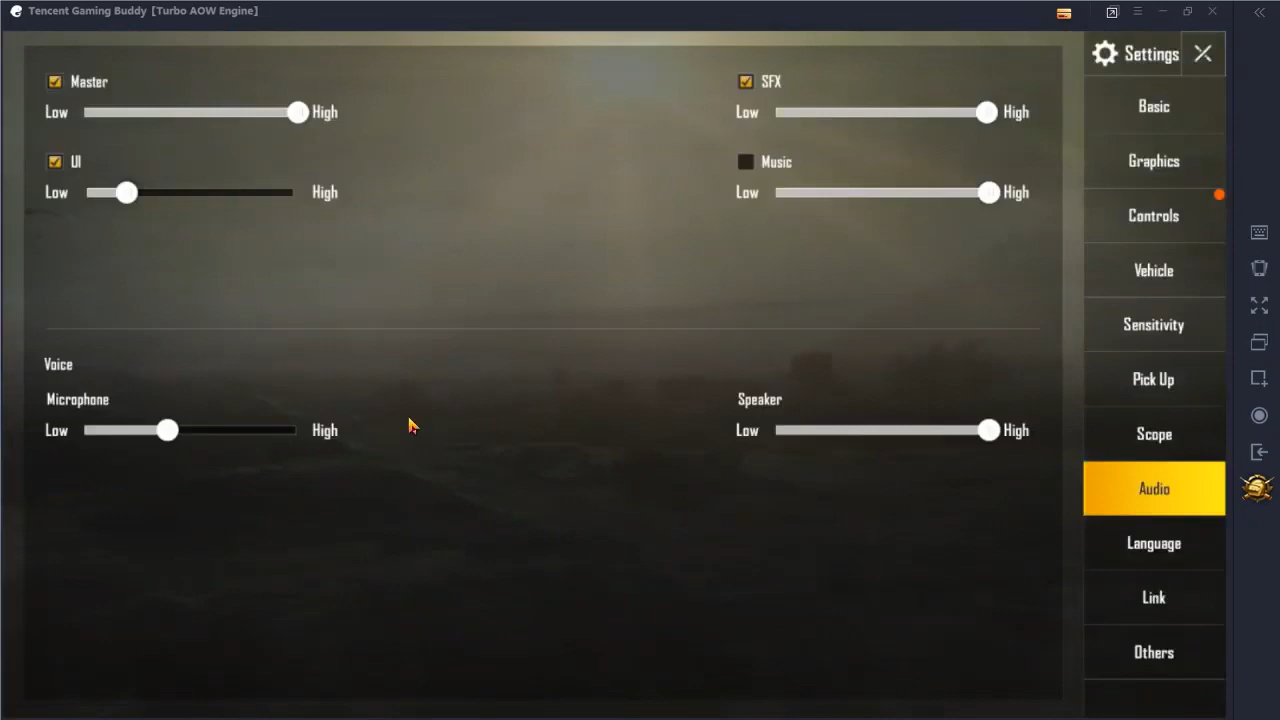 Tencent Gaming Buddy [Turbo AOW Engine]
Settings
Master
Low High
SFX
Low High
UI
Low High
Music
Low High
Voice
Microphone
Low High
Speaker
Low High
Basic
Graphics
Controls
Vehicle
Sensitivity
Pick Up
Scope
Audio
Language
Link
Others